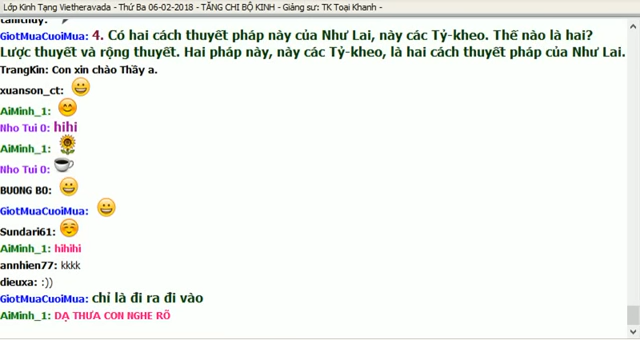 Lớp Kinh Tạng Vietheravada - Thứ Ba 06-02-2018 - TĂNG CHI BỘ KINH - Giảng sư: TK Toại Khanh -
GiotMuaCuoiMua: 4. Có hai cách thuyết pháp này của Như Lai, này các Tỷ-kheo. Thế nào là hai?
Lược thuyết và rộng thuyết. Hai pháp này, này các Tỷ-kheo, là hai cách thuyết pháp của Như Lai.
TrangKin: Con xin chào Thầy a.
xuanson_ct:
AiMinh_1:
Nho Tui 0: hihi
AiMinh_1:
Nho Tui 0:
BUONG BO:
GiotMuaCuoiMua:
Sundari61:
AiMinh_1: hihihi
annhien77: kkkk
dieuxa: :))
GiotMuaCuoiMua: chỉ là đi ra đi vào
AiMinh_1: DẠ THƯA CON NGHE RÕ